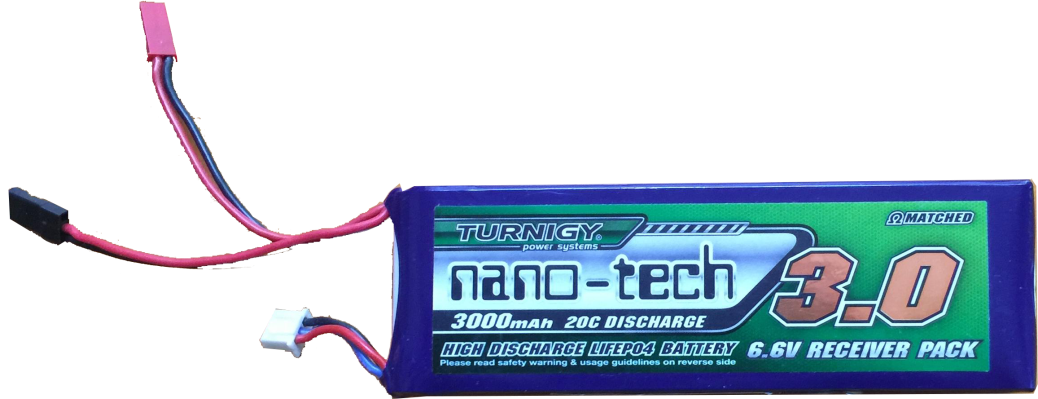 Ω MATCHED
TURNIGY®
power systems
nano-tech
3.0
3000mAh 20C DISCHARGE
HIGH DISCHARGE LIFEPO4 BATTERY 6.6V RECEIVER PACK
Please read safety warning & usage guidelines on reverse side